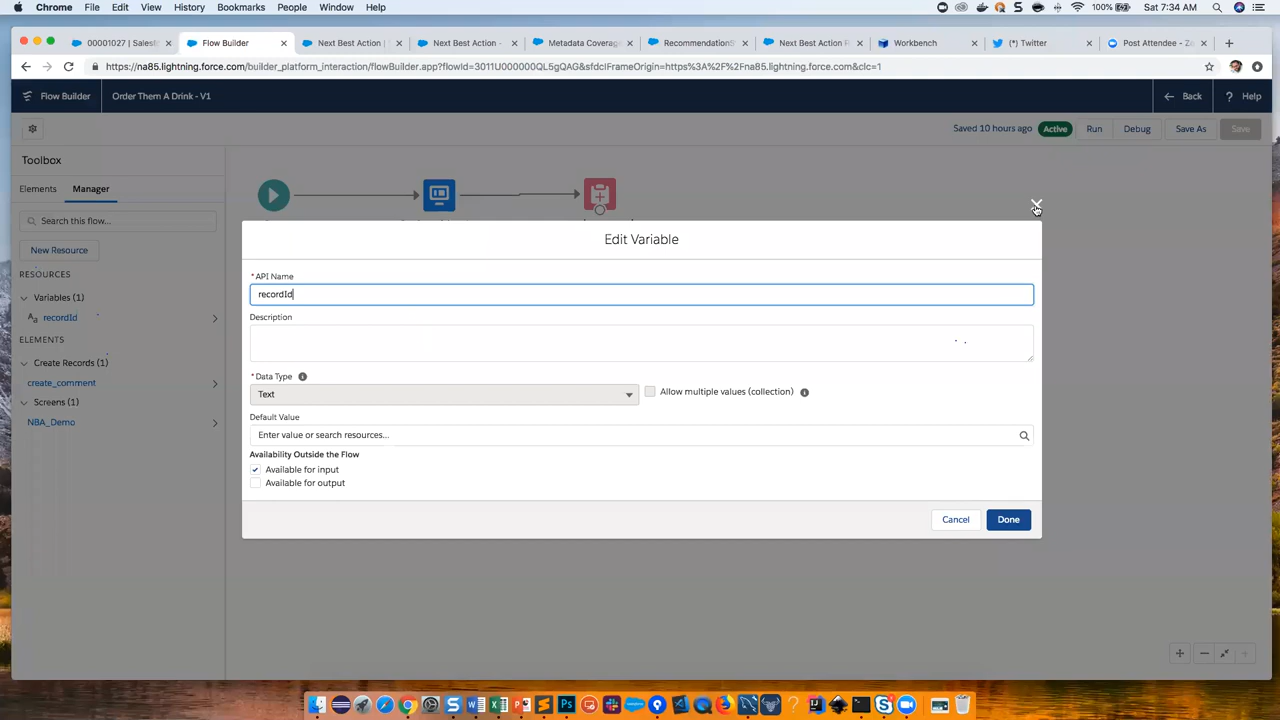 Chrome File Edit View History Bookmarks People Window Help 100% Sat 7:34 AM
00001027 | Sales Flow Builder Next Best Action | Next Best Action - Metadata Coverage RecommendationS Next Best Action Workbench (*) Twitter Post Attendee - Zo
https://na85.lightning.force.com/builder_platform_interaction/flowBuilder.app?flowId=3011U000000QL5gQAG&sfdcIFrameOrigin=https%3A%2F%2Fna85.lightning.force.com&clc=1
Flow Builder Order Them A Drink - V1 Back ? Help
Saved 10 hours ago Active Run Debug Save As Save
Toolbox
Elements Manager
Search this flow...
New Resource
RESOURCES
Variables (1)
recordId
ELEMENTS
Create Records (1)
create_comment
Screens (1)
NBA_Demo
Edit Variable
* API Name
recordId
Description
* Data Type
Text
Allow multiple values (collection)
Default Value
Enter value or search resources...
Availability Outside the Flow
Available for input
Available for output
Cancel Done